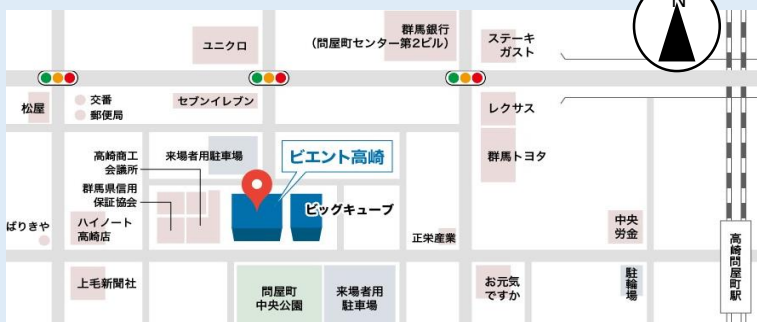 N
ユニクロ
群馬銀行
(問屋町センター第2ビル)
ステーキ
ガスト
松屋
交番
郵便局
セブンイレブン
レクサス
高崎商工
会議所
来場者用駐車場
ビエント高崎
群馬トヨタ
群馬県信用
保証協会
ビッグキューブ
ぱりきや
ハイノート
高崎店
正栄産業
中央
労金
高崎問屋町駅
上毛新聞社
問屋町
中央公園
来場者用
駐車場
お元気
ですか
駐輪場